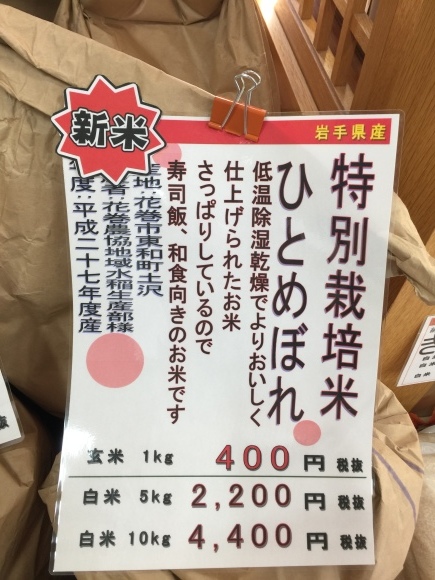 新米
岩手県産
特別栽培米
ひとめぼれ
低温除湿乾燥でよりおいしく
仕上げられたお米
さっぱりしているので
寿司飯、和食向きのお米です
地：花巻市東和町土沢
者：花巻農協地域水稲生産部様
度：平成二十七年度産
玄米 1kg 400円 税抜
白米 5kg 2,200円 税抜
白米 10kg 4,400円 税抜